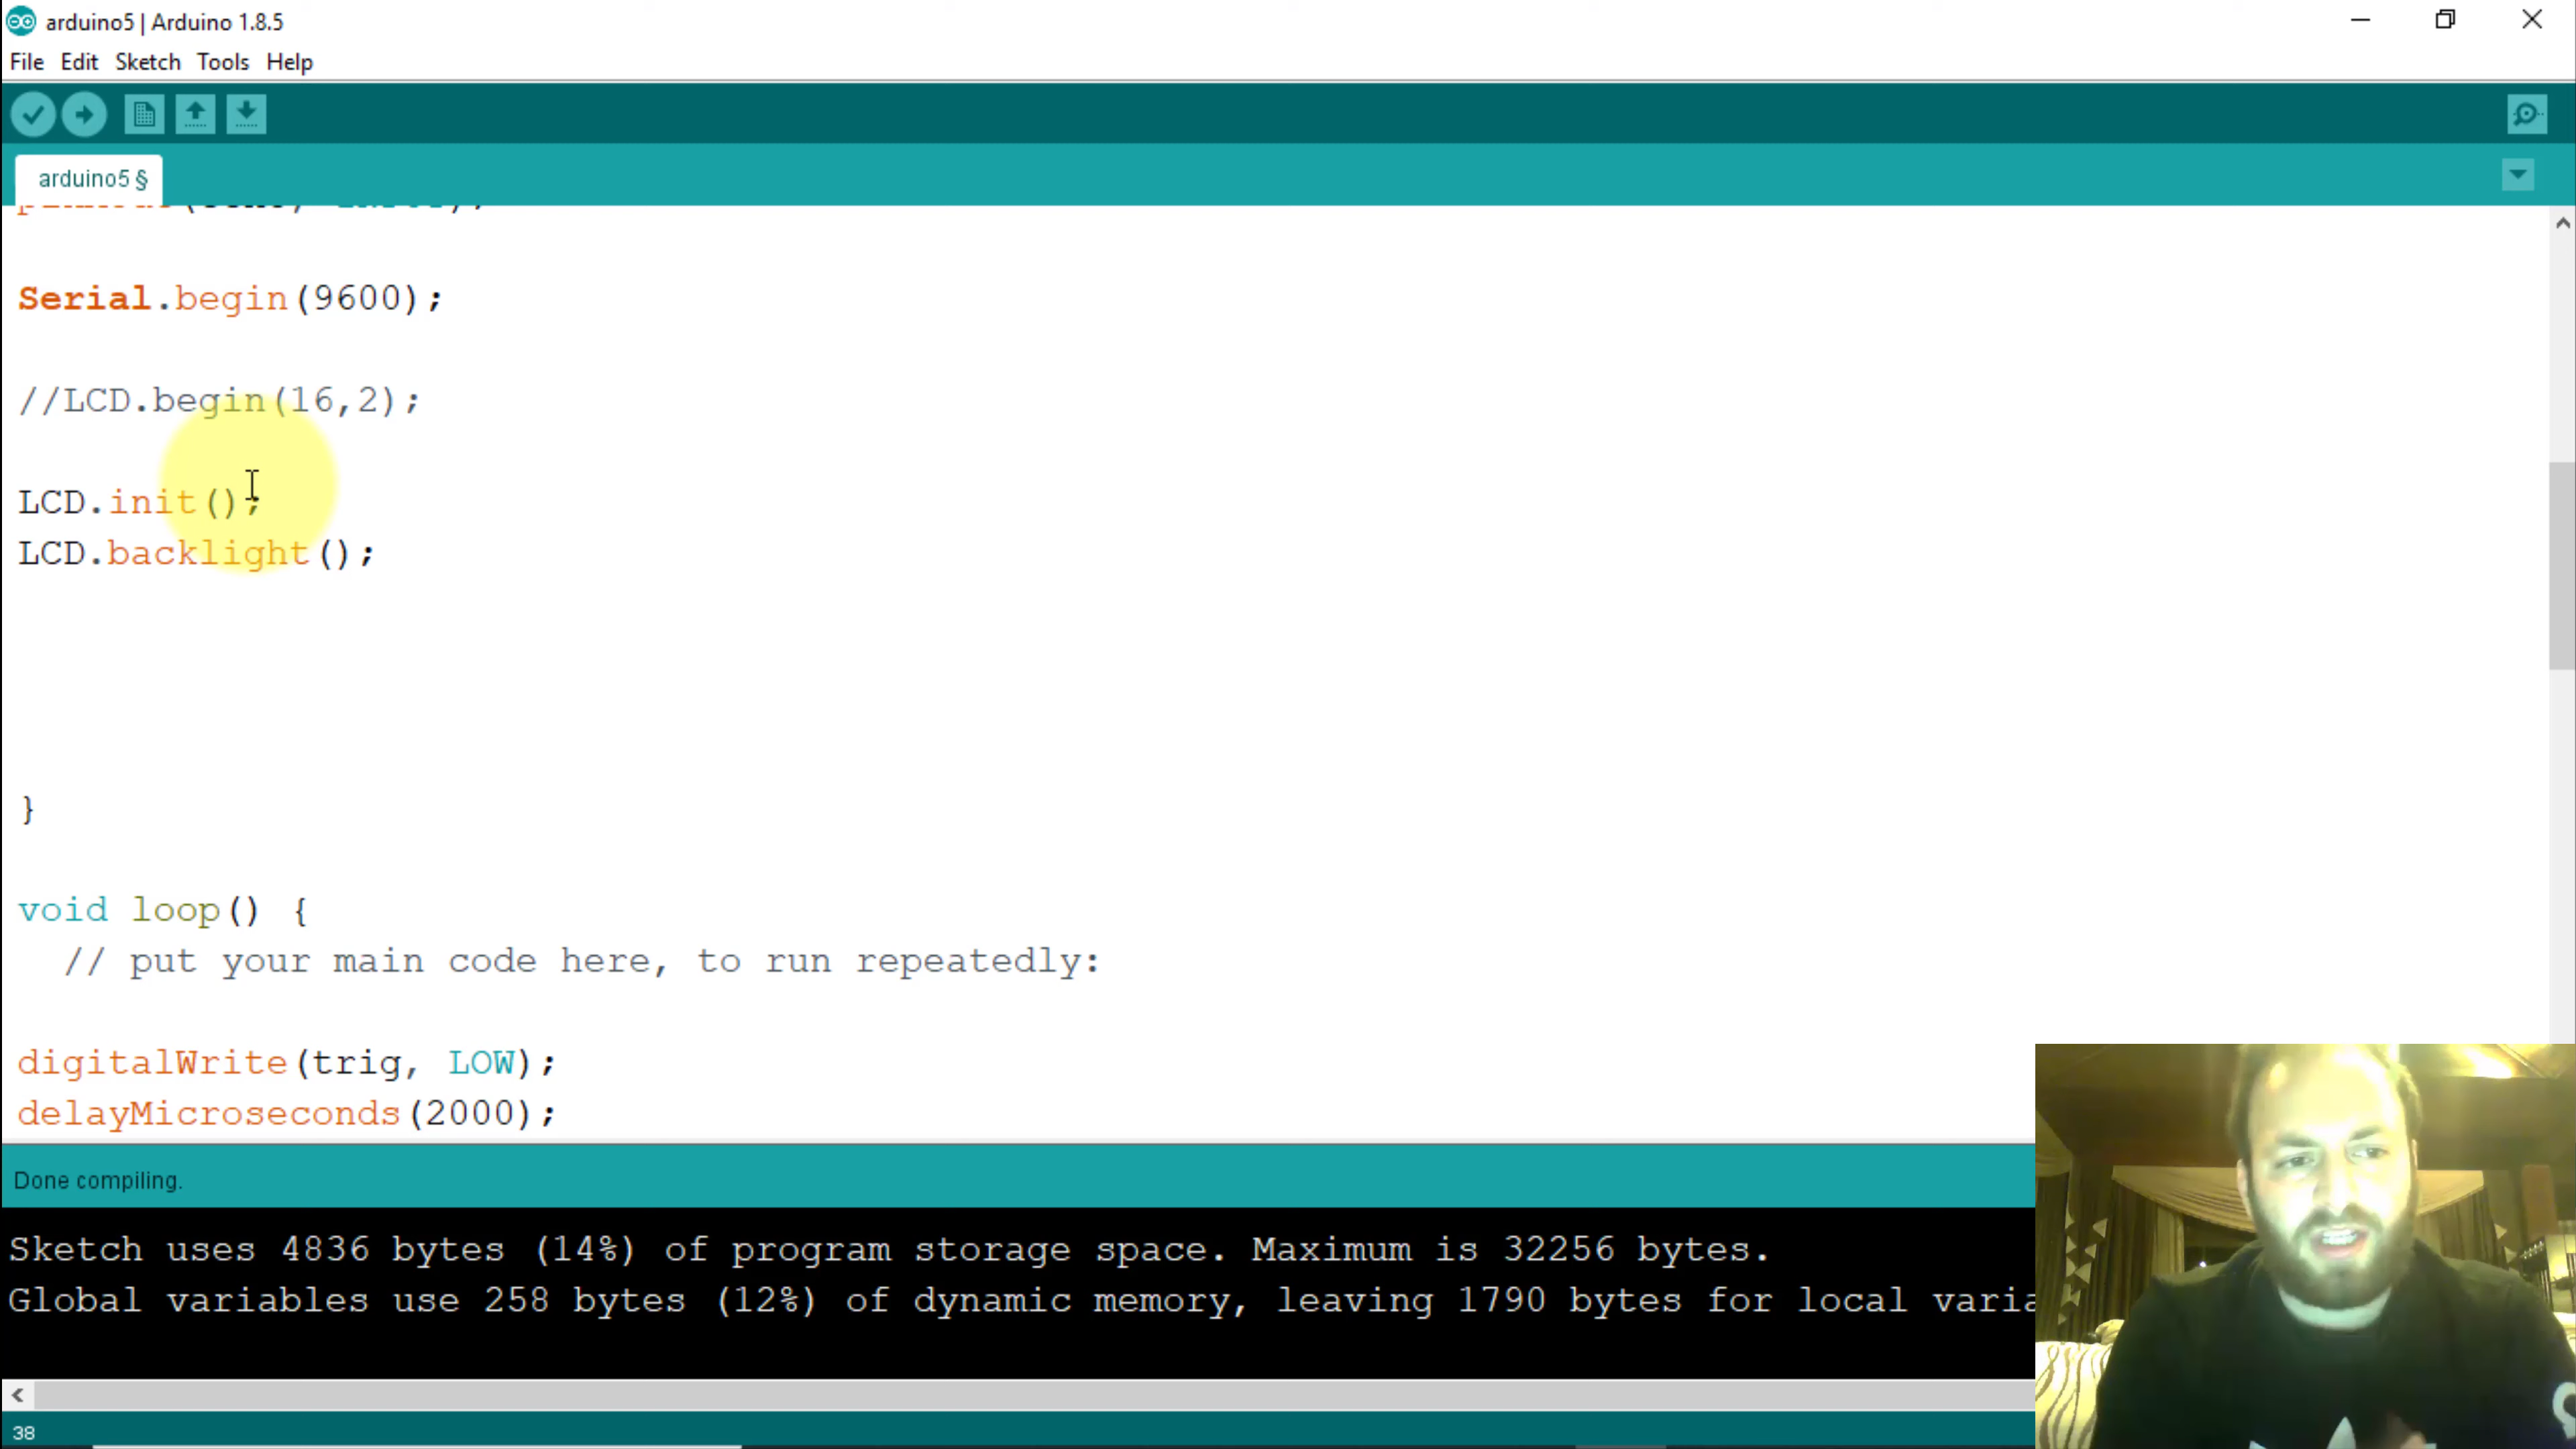 arduino5 | Arduino 1.8.5
File Edit Sketch Tools Help
arduino5 §
Serial.begin(9600);
//LCD.begin(16,2);
LCD.init();
LCD.backlight();
}
void loop() {
// put your main code here, to run repeatedly:
digitalWrite(trig, LOW);
delayMicroseconds(2000);
Done compiling.
Sketch uses 4836 bytes (14%) of program storage space. Maximum is 32256 bytes.
Global variables use 258 bytes (12%) of dynamic memory, leaving 1790 bytes for local varia
38